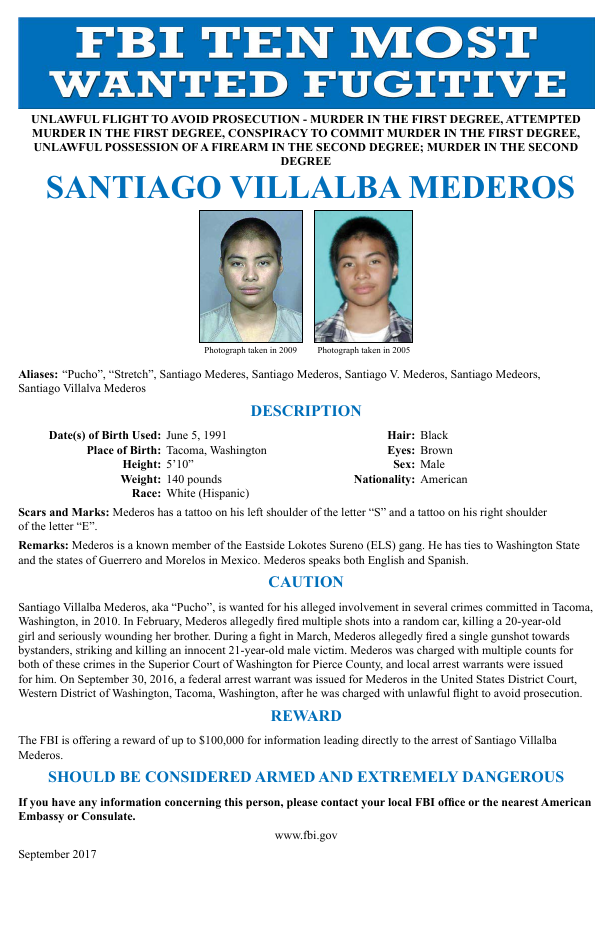 FBI TEN MOST
WANTED FUGITIVE
UNLAWFUL FLIGHT TO AVOID PROSECUTION - MURDER IN THE FIRST DEGREE, ATTEMPTED
MURDER IN THE FIRST DEGREE, CONSPIRACY TO COMMIT MURDER IN THE FIRST DEGREE,
UNLAWFUL POSSESSION OF A FIREARM IN THE SECOND DEGREE; MURDER IN THE SECOND
DEGREE
SANTIAGO VILLALBA MEDEROS
Photograph taken in 2009 Photograph taken in 2005
Aliases: “Pucho”, “Stretch”, Santiago Mederes, Santiago Mederos, Santiago V. Mederos, Santiago Medeors,
Santiago Villalva Mederos
DESCRIPTION
Date(s) of Birth Used: June 5, 1991 Hair: Black
Place of Birth: Tacoma, Washington Eyes: Brown
Height: 5’10” Sex: Male
Weight: 140 pounds Nationality: American
Race: White (Hispanic)
Scars and Marks: Mederos has a tattoo on his left shoulder of the letter “S” and a tattoo on his right shoulder
of the letter “E”.
Remarks: Mederos is a known member of the Eastside Lokotes Sureno (ELS) gang. He has ties to Washington State
and the states of Guerrero and Morelos in Mexico. Mederos speaks both English and Spanish.
CAUTION
Santiago Villalba Mederos, aka “Pucho”, is wanted for his alleged involvement in several crimes committed in Tacoma,
Washington, in 2010. In February, Mederos allegedly fired multiple shots into a random car, killing a 20-year-old
girl and seriously wounding her brother. During a fight in March, Mederos allegedly fired a single gunshot towards
bystanders, striking and killing an innocent 21-year-old male victim. Mederos was charged with multiple counts for
both of these crimes in the Superior Court of Washington for Pierce County, and local arrest warrants were issued
for him. On September 30, 2016, a federal arrest warrant was issued for Mederos in the United States District Court,
Western District of Washington, Tacoma, Washington, after he was charged with unlawful flight to avoid prosecution.
REWARD
The FBI is offering a reward of up to $100,000 for information leading directly to the arrest of Santiago Villalba
Mederos.
SHOULD BE CONSIDERED ARMED AND EXTREMELY DANGEROUS
If you have any information concerning this person, please contact your local FBI office or the nearest American
Embassy or Consulate.
www.fbi.gov
September 2017